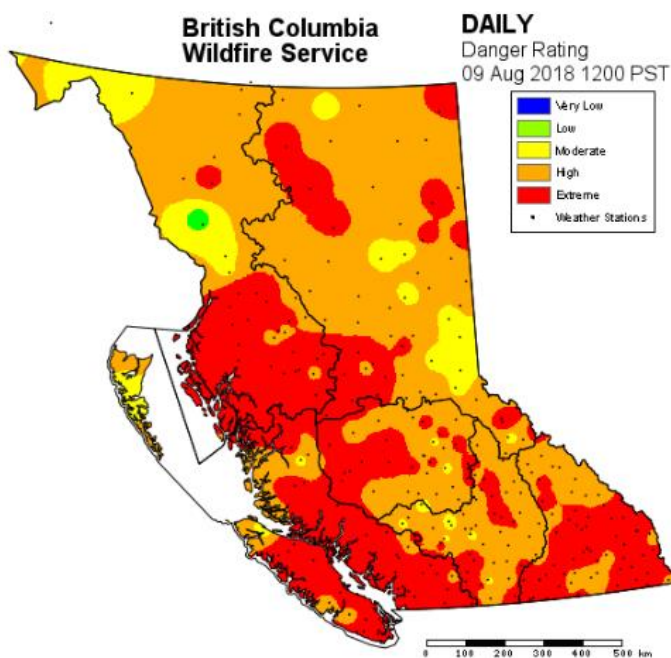 British Columbia
Wildfire Service
DAILY
Danger Rating
09 Aug 2018 1200 PST
Very Low
Low
Moderate
High
Extreme
Weather Stations
0 100 200 300 400 500 km